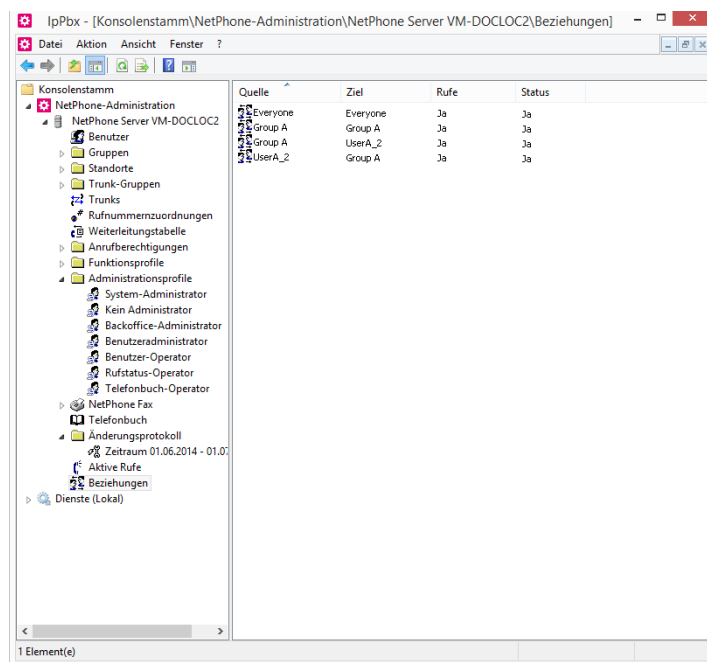 IpPbx - [Konsolenstamm\NetPhone-Administration\NetPhone Server VM-DOCLOC2\Beziehungen]
Datei Aktion Ansicht Fenster ?
Konsolenstamm
NetPhone-Administration
NetPhone Server VM-DOCLOC2
Benutzer
Gruppen
Standorte
Trunk-Gruppen
Trunks
Rufnummernzuordnungen
Weiterleitungstabelle
Anrufberechtigungen
Funktionsprofile
Administrationsprofile
System-Administrator
Kein Administrator
Backoffice-Administrator
Benutzeradministrator
Benutzer-Operator
Rufstatus-Operator
Telefonbuch-Operator
NetPhone Fax
Telefonbuch
Änderungsprotokoll
Zeitraum 01.06.2014 - 01.07
Aktive Rufe
Beziehungen
Dienste (Lokal)
Quelle Ziel Rufe Status
Everyone Everyone Ja Ja
Group A Group A Ja Ja
Group A UserA_2 Ja Ja
UserA_2 Group A Ja Ja
1 Element(e)